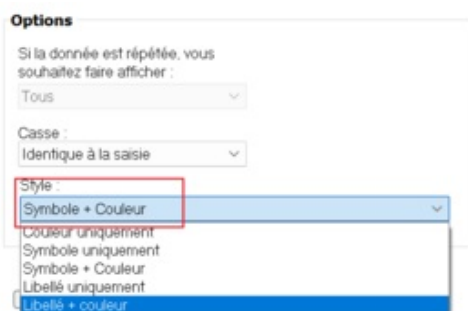 Options
Si la donnée est répétée, vous
souhaitez faire afficher :
Tous
Casse :
Identique à la saisie
Style :
Symbole + Couleur
Couleur uniquement
Symbole uniquement
Symbole + Couleur
Libellé uniquement
Libellé + couleur